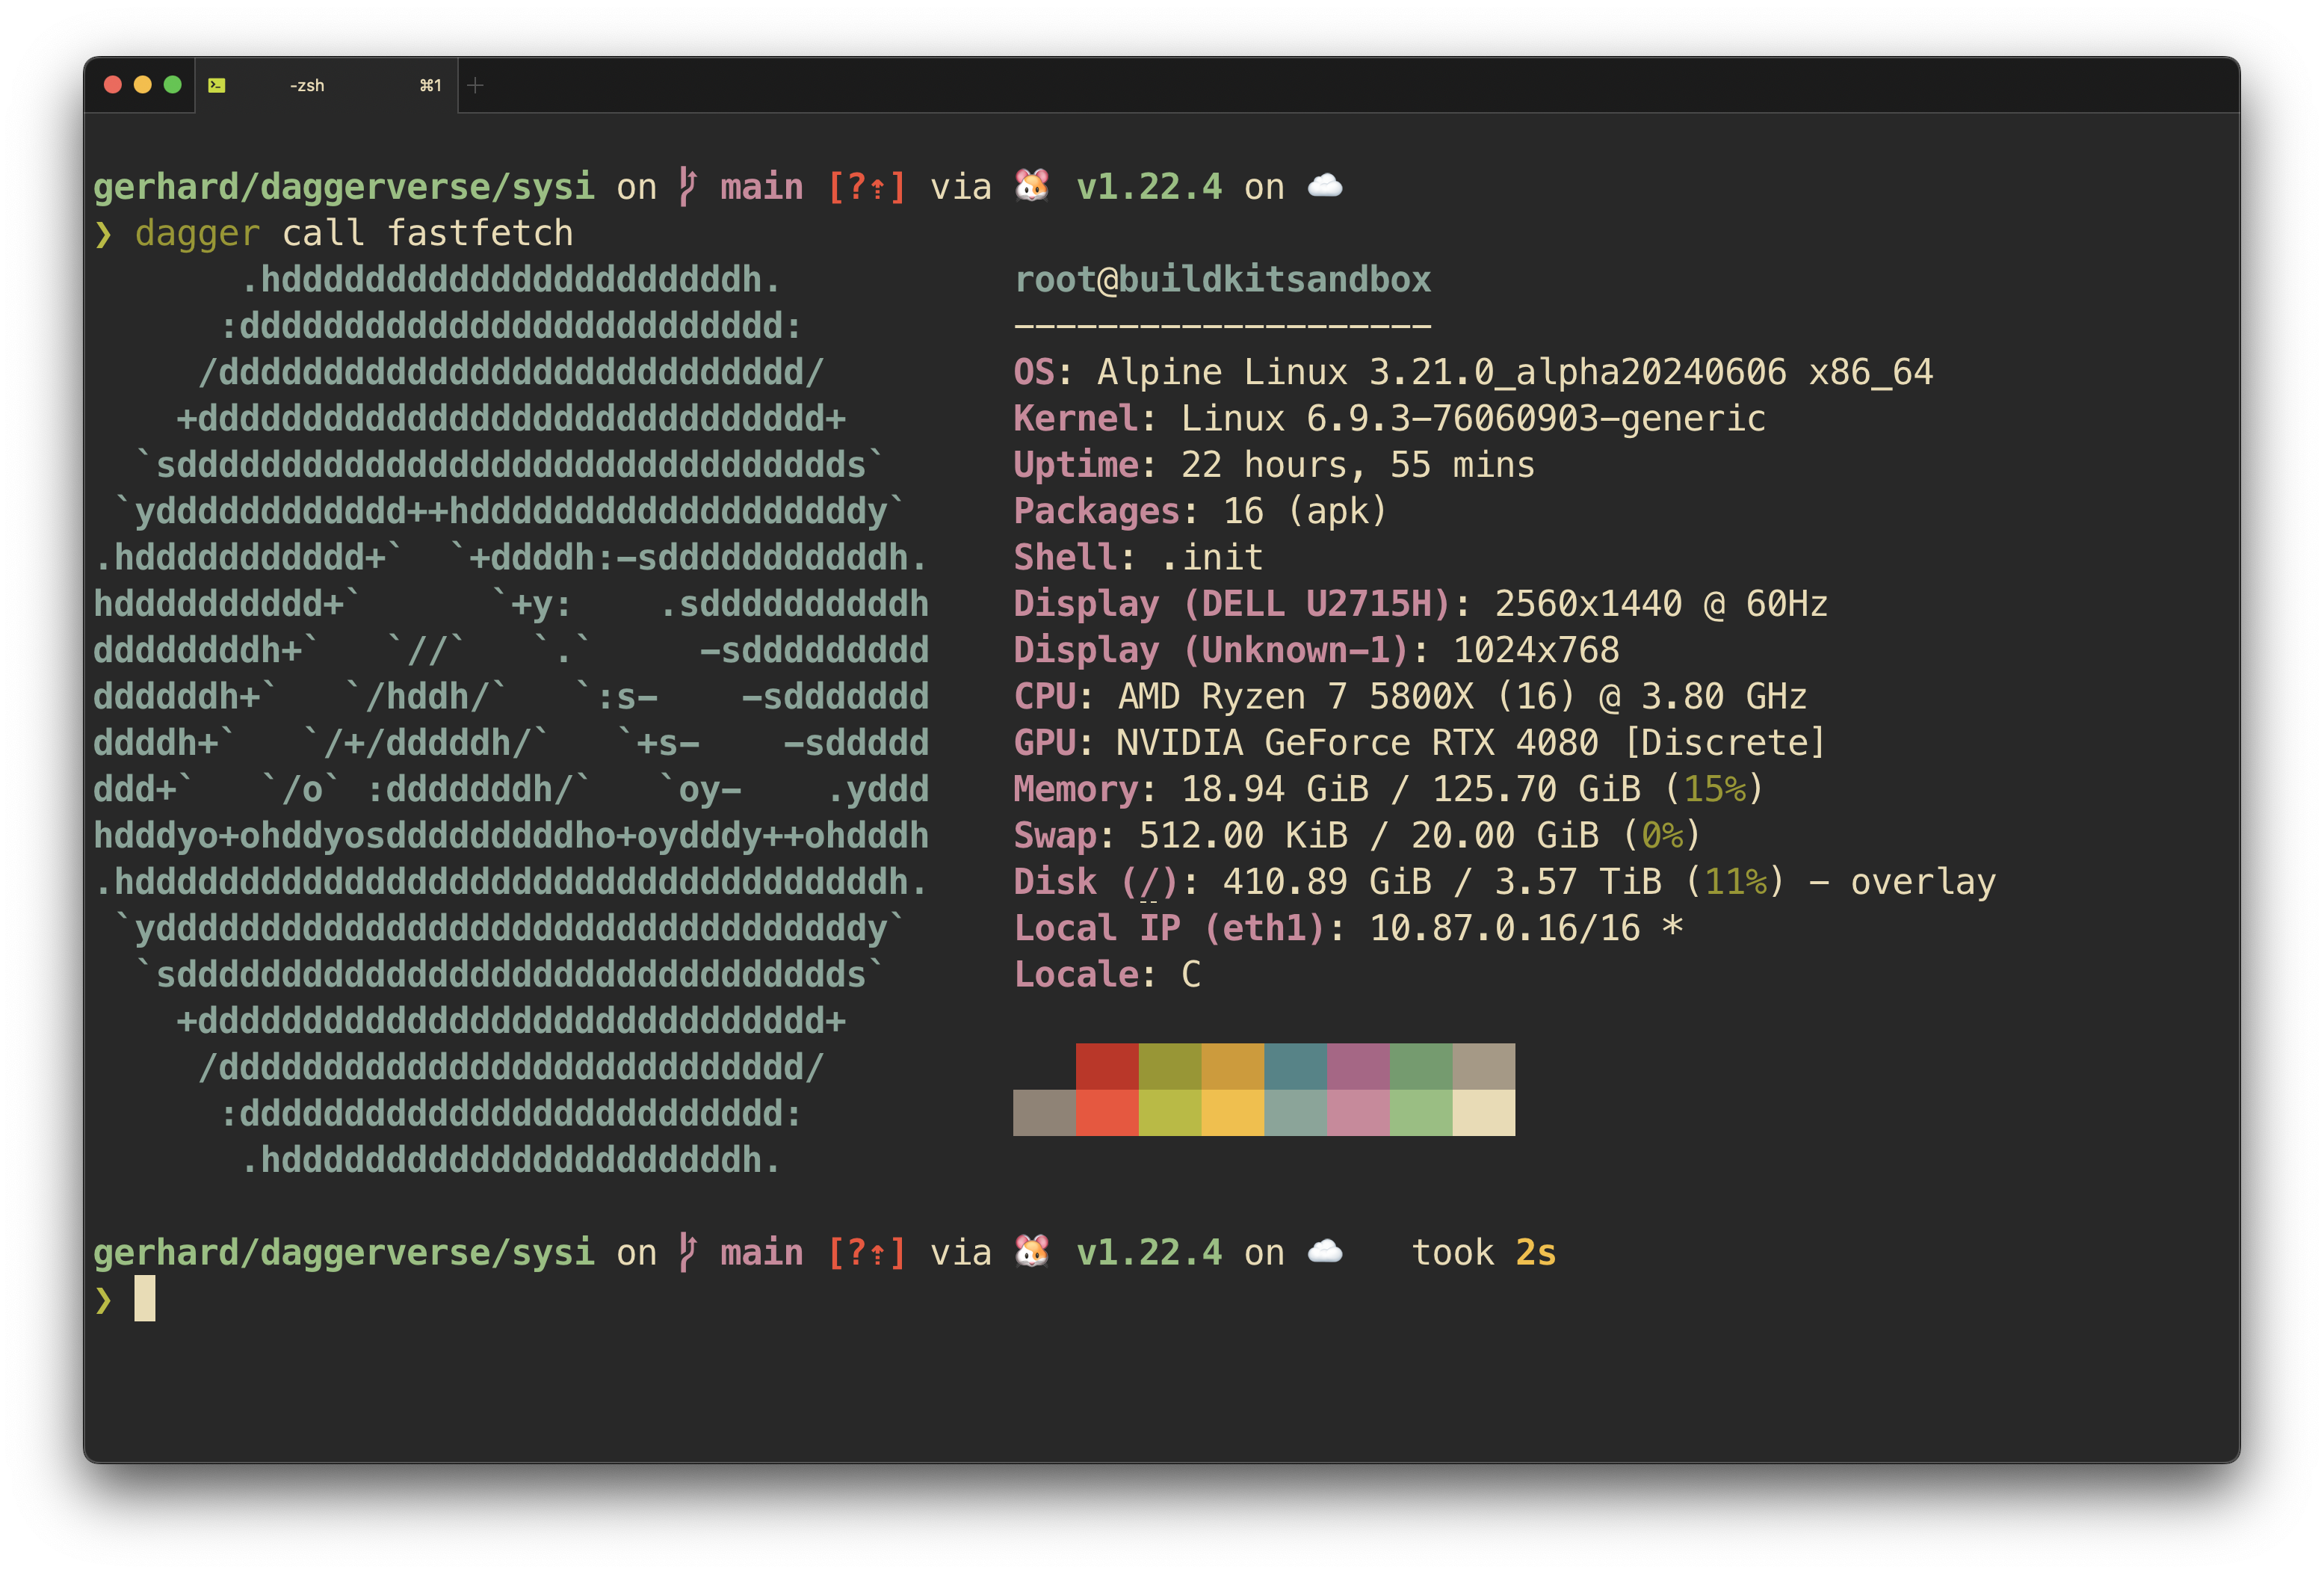 -zsh ⌘1 +
gerhard/daggerverse/sysi on main [?⇡] via 🐹 v1.22.4 on ☁️
❯ dagger call fastfetch
.hddddddddddddddddddddddh. root@buildkitsandbox
:dddddddddddddddddddddddddd: --------------------
/dddddddddddddddddddddddddddd/ OS: Alpine Linux 3.21.0_alpha20240606 x86_64
+dddddddddddddddddddddddddddddd+ Kernel: Linux 6.9.3-76060903-generic
`sdddddddddddddddddddddddddddddddds` Uptime: 22 hours, 55 mins
`ydddddddddddd++hdddddddddddddddddddy` Packages: 16 (apk)
.hddddddddddd+` `+ddddh:-sdddddddddddh. Shell: .init
hdddddddddd+` `+y: .sddddddddddh Display (DELL U2715H): 2560x1440 @ 60Hz
ddddddddh+` `//` `.` -sddddddddd Display (Unknown-1): 1024x768
ddddddh+` `/hddh/` `:s- -sddddddd CPU: AMD Ryzen 7 5800X (16) @ 3.80 GHz
ddddh+` `/+/dddddh/` `+s- -sddddd GPU: NVIDIA GeForce RTX 4080 [Discrete]
ddd+` `/o` :dddddddh/` `oy- .yddd Memory: 18.94 GiB / 125.70 GiB (15%)
hdddyo+ohddyosdddddddddho+oydddy++ohdddh Swap: 512.00 KiB / 20.00 GiB (0%)
.hddddddddddddddddddddddddddddddddddddh. Disk (/): 410.89 GiB / 3.57 TiB (11%) - overlay
`yddddddddddddddddddddddddddddddddddy` Local IP (eth1): 10.87.0.16/16 *
`sdddddddddddddddddddddddddddddddds` Locale: C
+dddddddddddddddddddddddddddddd+
/dddddddddddddddddddddddddddd/
:dddddddddddddddddddddddddd:
.hddddddddddddddddddddddh.
gerhard/daggerverse/sysi on main [?⇡] via 🐹 v1.22.4 on ☁️ took 2s
❯